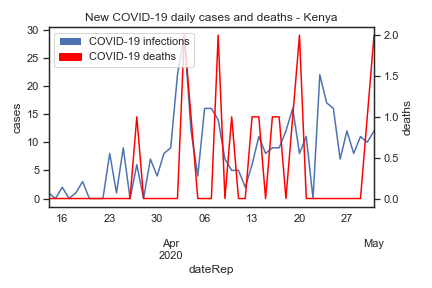 New COVID-19 daily cases and deaths - Kenya
COVID-19 infections
COVID-19 deaths
cases
30
25
20
15
10
5
0
deaths
2.0
1.5
1.0
0.5
0.0
16 23 30 06 13 20 27
Apr May
2020
dateRep